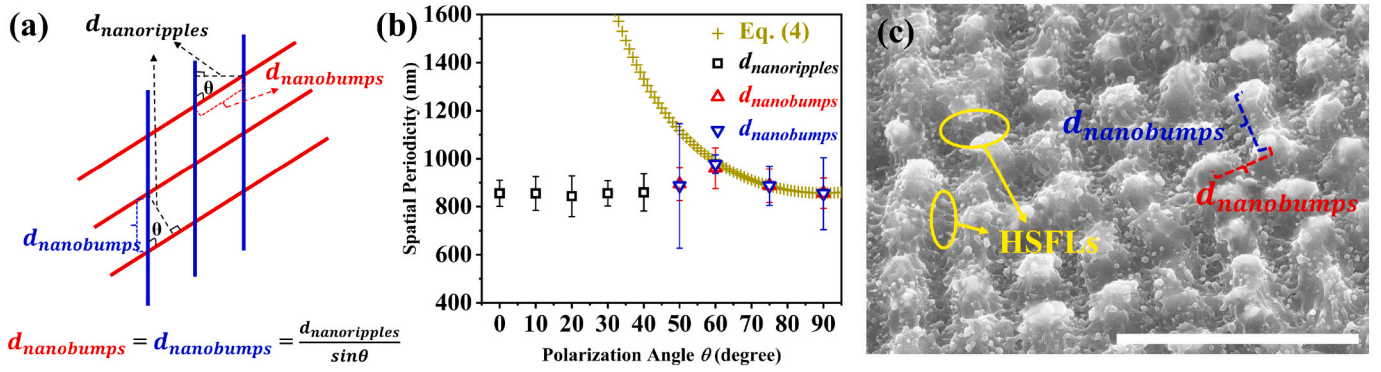 (a)
d_nanoripples
d_nanobumps
θ
d_nanobumps
θ
d_nanobumps = d_nanobumps = d_nanoripples / sinθ
(b)
1600
1400
1200
1000
800
600
400
Spatial Periodicity (nm)
Eq. (4)
d_nanoripples
d_nanobumps
d_nanobumps
0 10 20 30 40 50 60 70 80 90
Polarization Angle θ (degree)
(c)
d_nanobumps
d_nanobumps
HSFLs